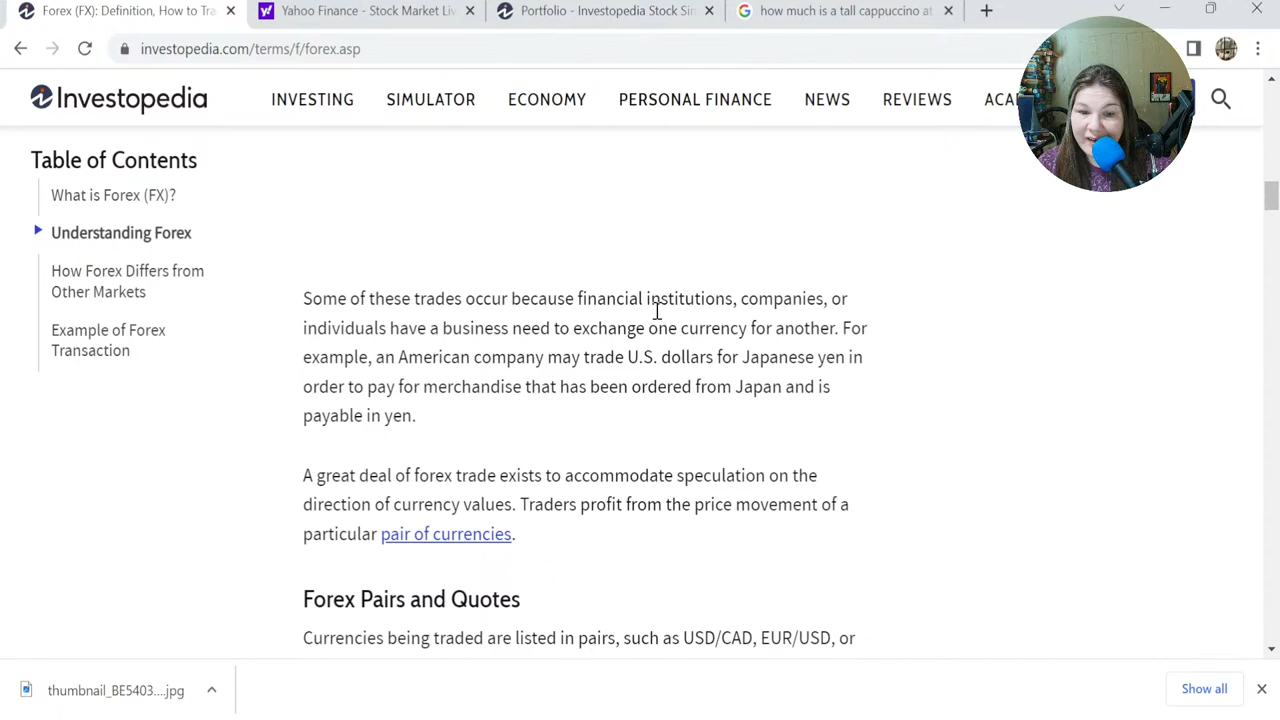 Forex (FX): Definition, How to Tra
Yahoo Finance - Stock Market Liv
Portfolio - Investopedia Stock Sim
how much is a tall cappuccino at
investopedia.com/terms/f/forex.asp
Investopedia
INVESTING
SIMULATOR
ECONOMY
PERSONAL FINANCE
NEWS
REVIEWS
ACA
Table of Contents
What is Forex (FX)?
Understanding Forex
How Forex Differs from
Other Markets
Example of Forex
Transaction
Some of these trades occur because financial institutions, companies, or
individuals have a business need to exchange one currency for another. For
example, an American company may trade U.S. dollars for Japanese yen in
order to pay for merchandise that has been ordered from Japan and is
payable in yen.
A great deal of forex trade exists to accommodate speculation on the
direction of currency values. Traders profit from the price movement of a
particular pair of currencies.
Forex Pairs and Quotes
Currencies being traded are listed in pairs, such as USD/CAD, EUR/USD, or
thumbnail_BE5403....jpg
Show all